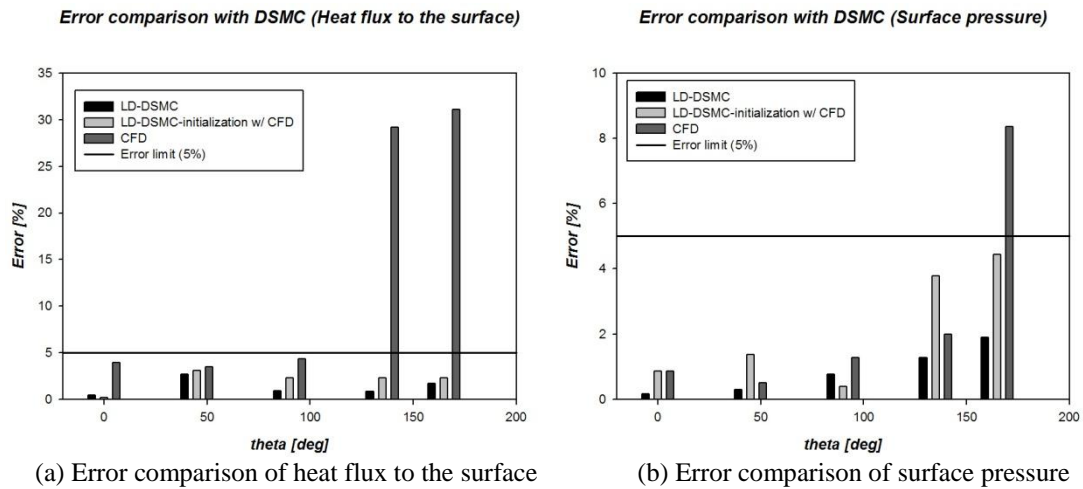 Error comparison with DSMC (Heat flux to the surface)
35
30
25
20
15
10
5
0
Error [%]
LD-DSMC
LD-DSMC-initialization w/ CFD
CFD
Error limit (5%)
0
50
100
150
200
theta [deg]
(a) Error comparison of heat flux to the surface
Error comparison with DSMC (Surface pressure)
10
8
6
4
2
0
Error [%]
LD-DSMC
LD-DSMC-initialization w/ CFD
CFD
Error limit (5%)
0
50
100
150
200
theta [deg]
(b) Error comparison of surface pressure